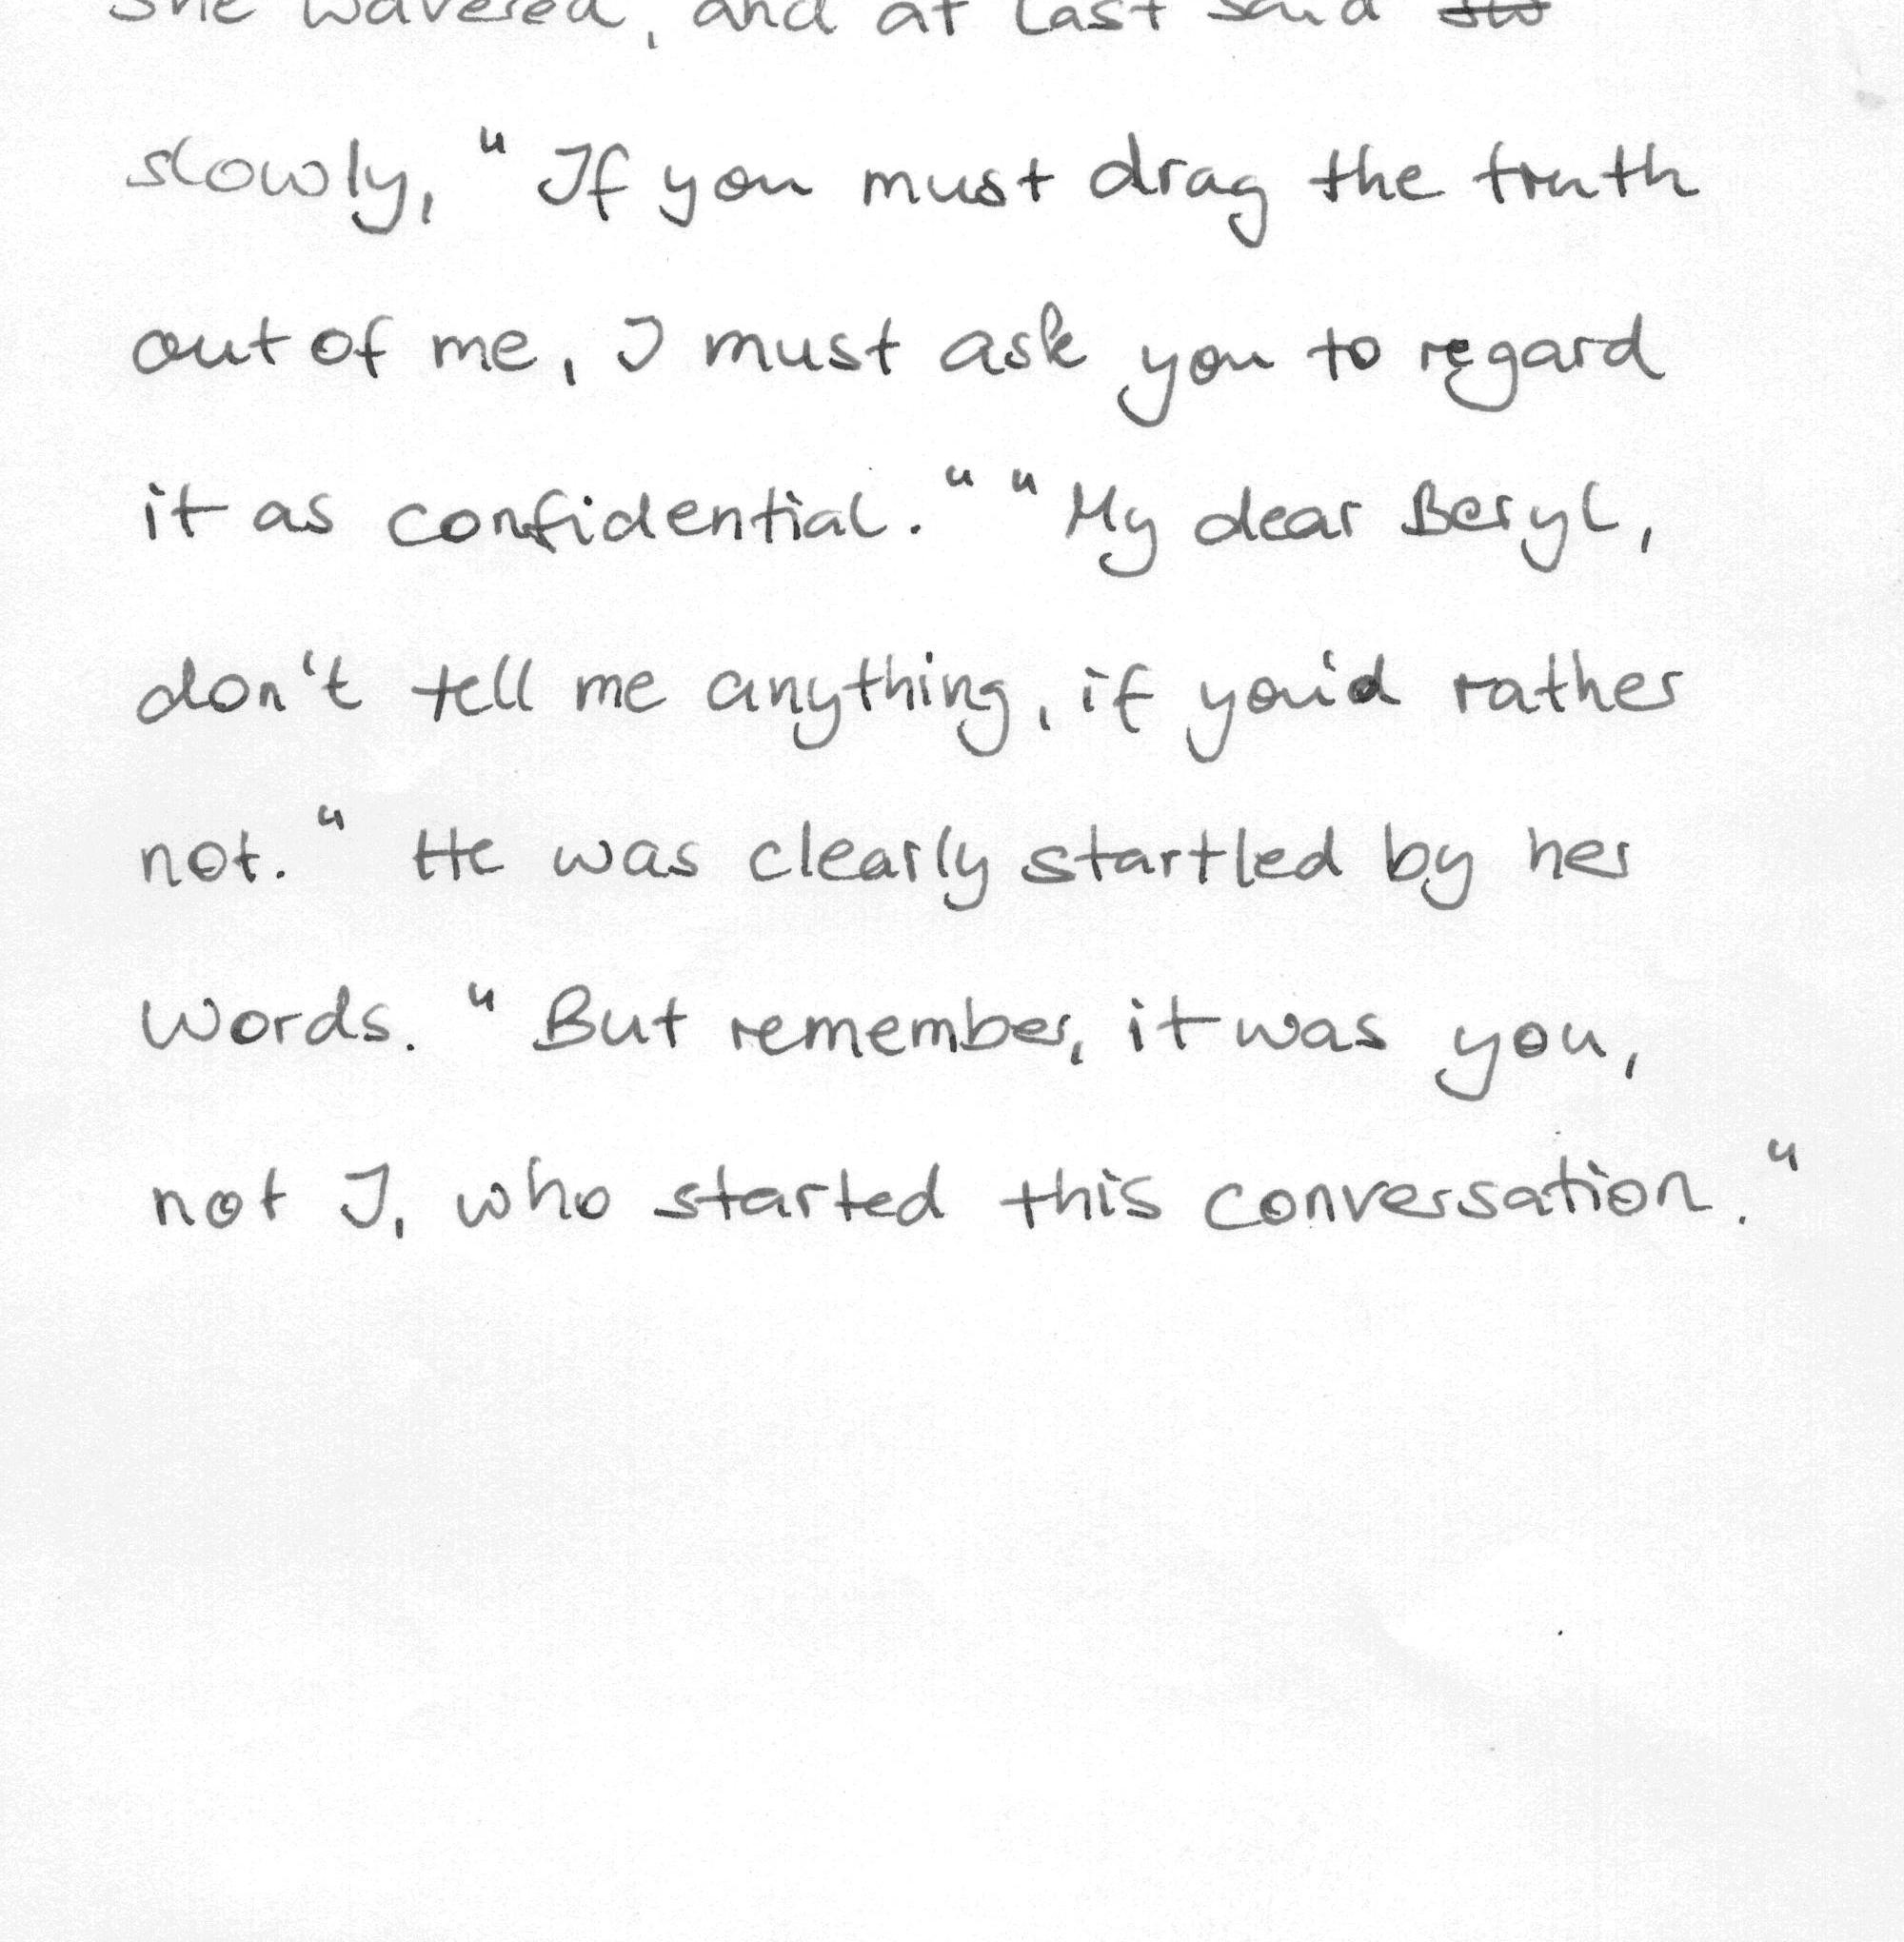 She wavered, and at last said
slowly, "If you must drag the truth
out of me, I must ask you to regard
it as confidential." "My dear Beryl,
don't tell me anything, if you'd rather
not." He was clearly startled by her
words. "But remember, it was you,
not I, who started this conversation."